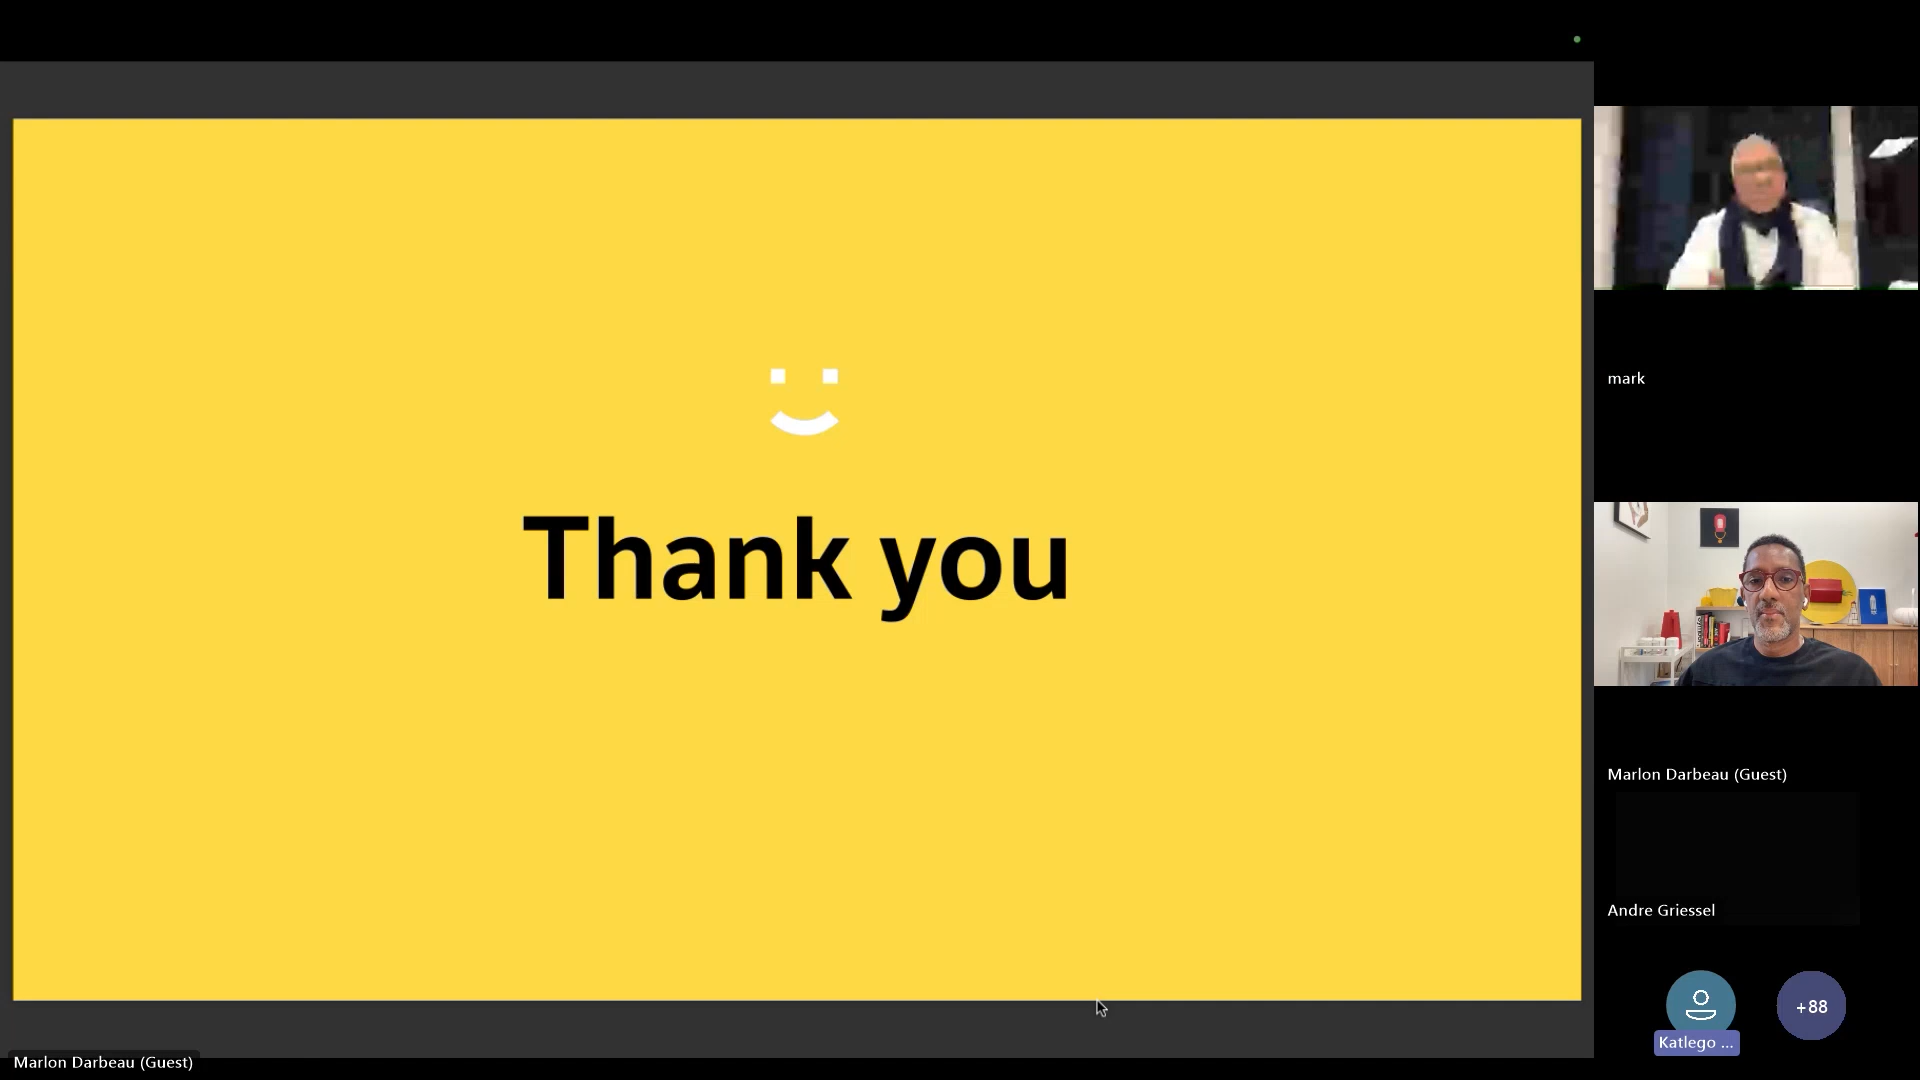 Thank you
mark
Marlon Darbeau (Guest)
Andre Griessel
Katlego ...
+88
Marlon Darbeau (Guest)